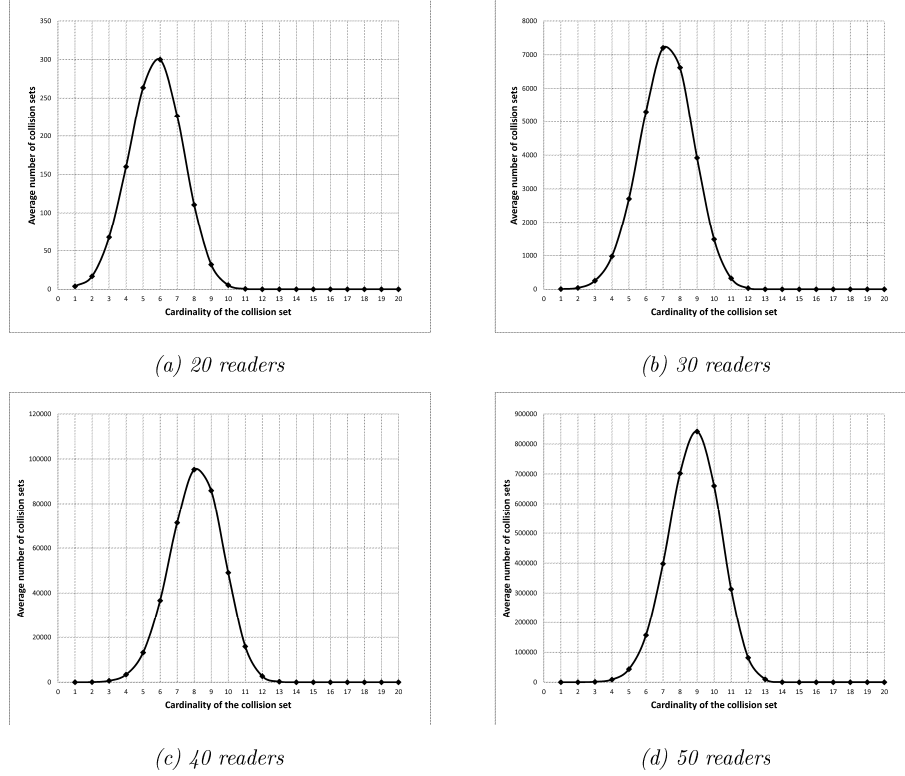 350
300
250
200
150
100
50
0
Average number of collision sets
0 1 2 3 4 5 6 7 8 9 10 11 12 13 14 15 16 17 18 19 20
Cardinality of the collision set
(a) 20 readers
8000
7000
6000
5000
4000
3000
2000
1000
0
Average number of collision sets
0 1 2 3 4 5 6 7 8 9 10 11 12 13 14 15 16 17 18 19 20
Cardinality of the collision set
(b) 30 readers
120000
100000
80000
60000
40000
20000
0
Average number of collision sets
0 1 2 3 4 5 6 7 8 9 10 11 12 13 14 15 16 17 18 19 20
Cardinality of the collision set
(c) 40 readers
900000
800000
700000
600000
500000
400000
300000
200000
100000
0
Average number of collision sets
0 1 2 3 4 5 6 7 8 9 10 11 12 13 14 15 16 17 18 19 20
Cardinality of the collision set
(d) 50 readers